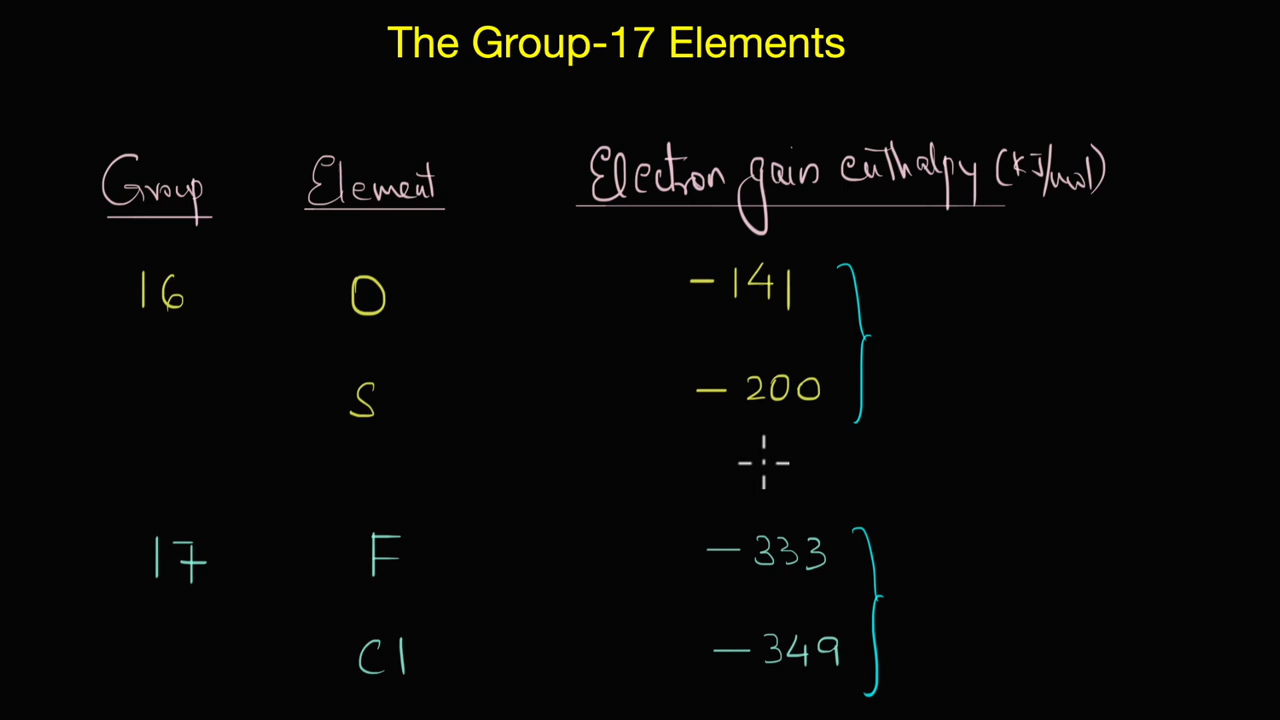 The Group-17 Elements
Group Element Electron gain enthalpy (KJ/mol)
16 O -141
S - 200
17 F - 333
Cl - 349